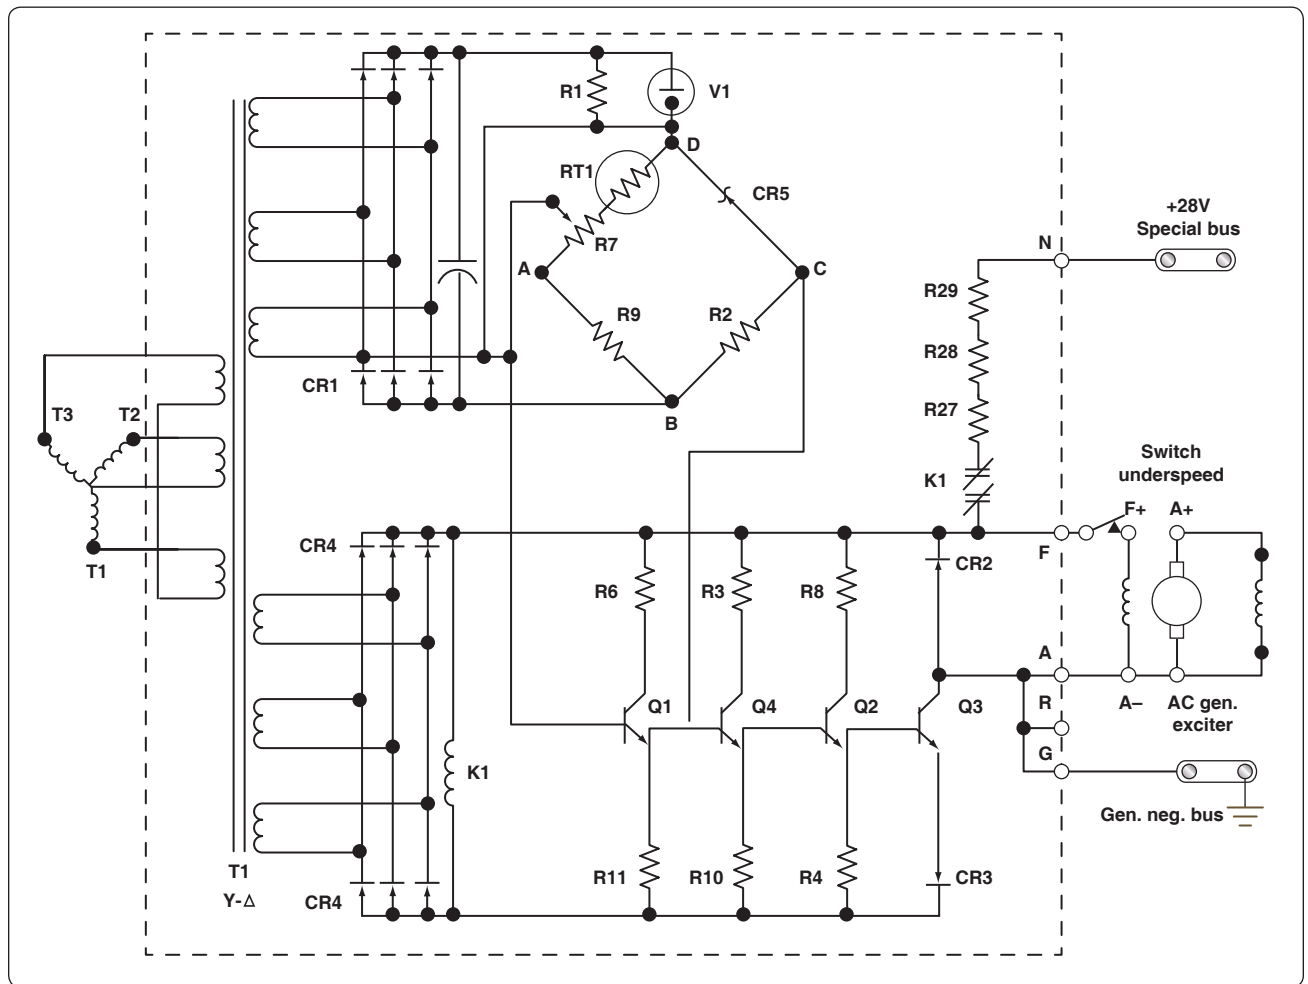 R1
V1
D
RT1
CR5
R7
A
C
R9
R2
B
CR1
T3
T2
T1
+28V
Special bus
N
R29
R28
R27
K1
Switch
underspeed
F+
A+
F
CR4
CR2
R6
R3
R8
A
R
G
A–
AC gen.
exciter
Q1
Q4
Q2
Q3
K1
Gen. neg. bus
T1
Y-Δ
CR4
R11
R10
R4
CR3